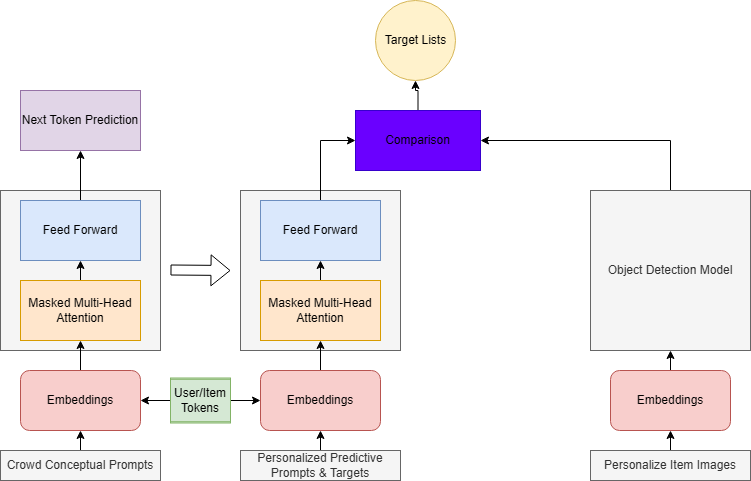 Target Lists
Next Token Prediction
Comparison
Feed Forward
Feed Forward
Object Detection Model
Masked Multi-Head
Attention
Masked Multi-Head
Attention
Embeddings
User/Item
Tokens
Embeddings
Embeddings
Crowd Conceptual Prompts
Personalized Predictive
Prompts & Targets
Personalize Item Images